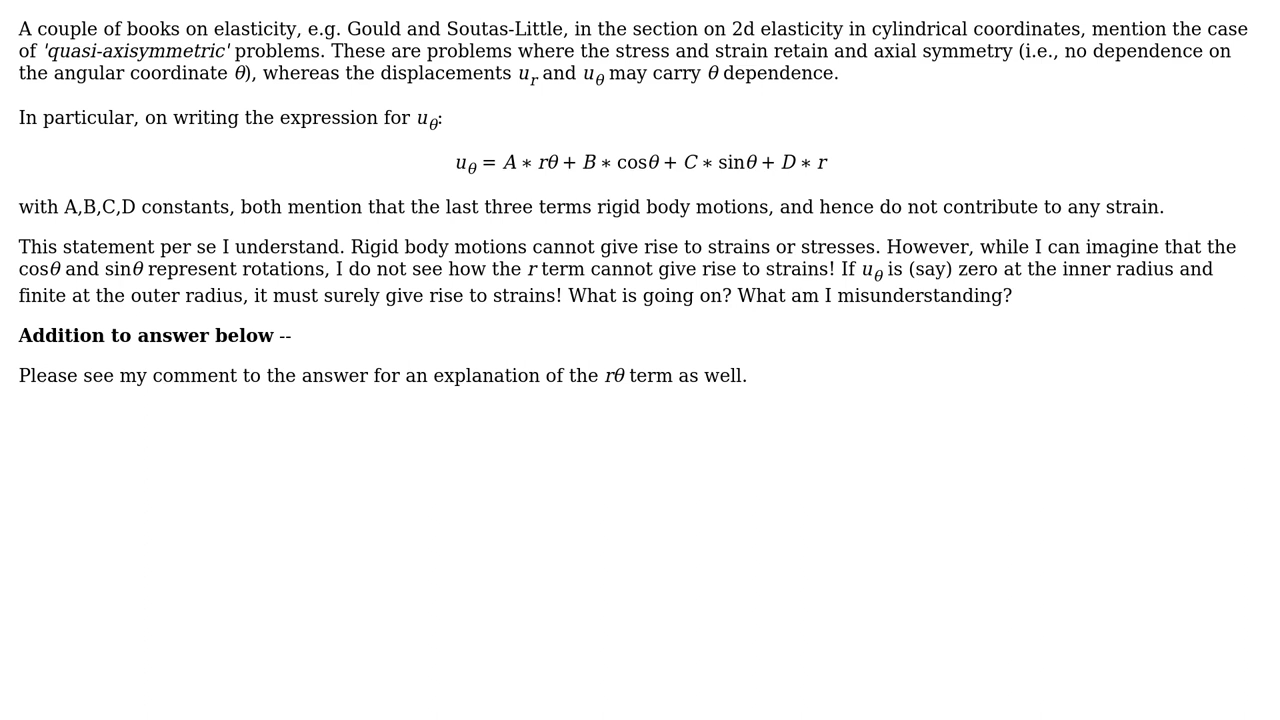 A couple of books on elasticity, e.g. Gould and Soutas-Little, in the section on 2d elasticity in cylindrical coordinates, mention the case
of 'quasi-axisymmetric' problems. These are problems where the stress and strain retain and axial symmetry (i.e., no dependence on
the angular coordinate θ), whereas the displacements u_r and u_θ may carry θ dependence.
In particular, on writing the expression for u_θ:
u_θ = A ∗ rθ + B ∗ cosθ + C ∗ sinθ + D ∗ r
with A,B,C,D constants, both mention that the last three terms rigid body motions, and hence do not contribute to any strain.
This statement per se I understand. Rigid body motions cannot give rise to strains or stresses. However, while I can imagine that the
cosθ and sinθ represent rotations, I do not see how the r term cannot give rise to strains! If u_θ is (say) zero at the inner radius and
finite at the outer radius, it must surely give rise to strains! What is going on? What am I misunderstanding?
Addition to answer below --
Please see my comment to the answer for an explanation of the rθ term as well.